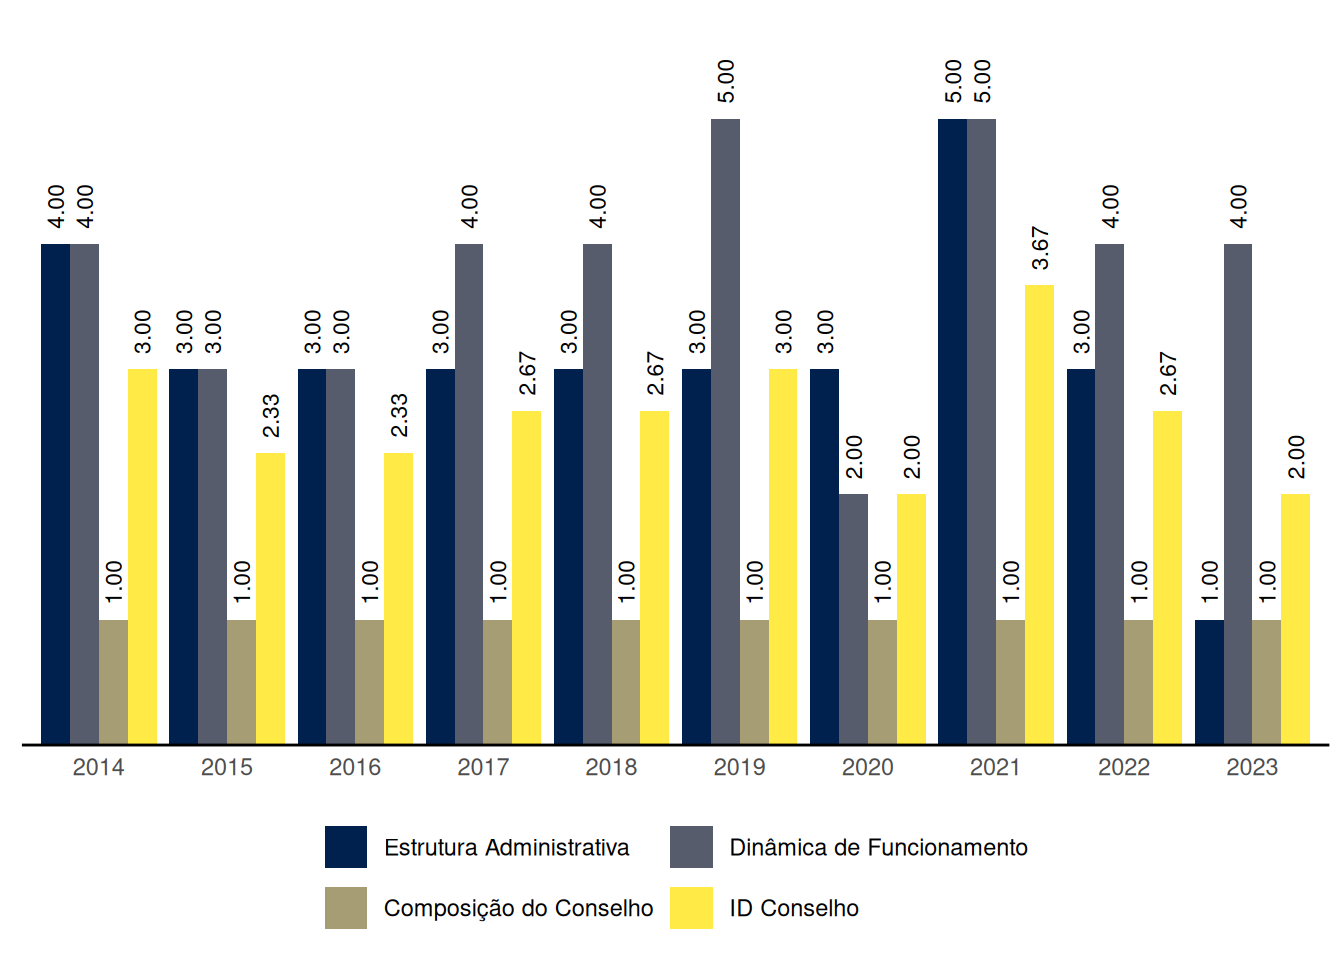 5.00 5.00 5.00
4.00 4.00 4.00 4.00 4.00 4.00
3.67
3.00 3.00 3.00 3.00 3.00 3.00 3.00 3.00 3.00 3.00 3.00 3.00
2.67 2.67 2.67
2.33 2.33
2.00 2.00 2.00
1.00 1.00 1.00 1.00 1.00 1.00 1.00 1.00 1.00 1.00 1.00
2014 2015 2016 2017 2018 2019 2020 2021 2022 2023
Estrutura Administrativa Dinâmica de Funcionamento
Composição do Conselho ID Conselho